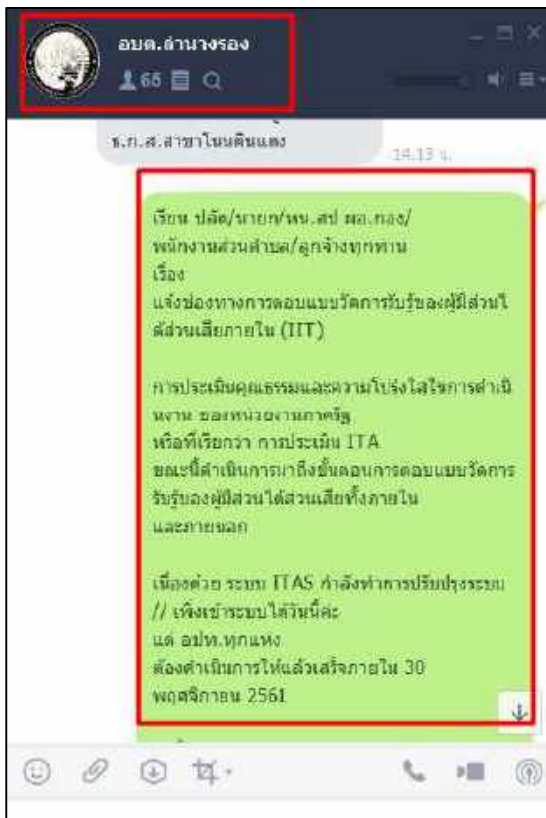 อบต.ลำนางรอง
66
ธ.ก.ส.สาขาโนนดินแดง
14.13 น.
เรียน ปลัด/นายก/หน.สป ผอ.กอง/
พนักงานส่วนตำบล/ลูกจ้างทุกท่าน
เรื่อง
แจ้งช่องทางการตอบแบบวัดการรับรู้ของผู้มีส่วนไ
ด้ส่วนเสียภายใน (IIT)
การประเมินคุณธรรมและความโปร่งใสในการดำเนิ
นงาน ของหน่วยงานภาครัฐ
หรือที่เรียกว่า การประเมิน ITA
ขณะนี้ดำเนินการมาถึงขั้นตอนการตอบแบบวัดการ
รับรู้ของผู้มีส่วนได้ส่วนเสียทั้งภายใน
และภายนอก
เนื่องด้วย ระบบ ITAS กำลังทำการปรับปรุงระบบ
// เพิ่งเข้าระบบได้วันนี้ค่ะ
แต่ อปท.ทุกแห่ง
ต้องดำเนินการให้แล้วเสร็จภายใน 30
พฤศจิกายน 2561